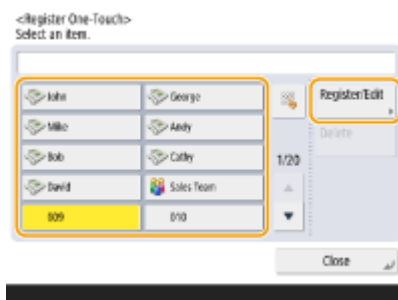 <Register One-Touch>
Select an item.
John
George
Register/Edit
Mike
Andy
Delete
Bob
Cathy
1/20
David
Sales Team
009
010
Close